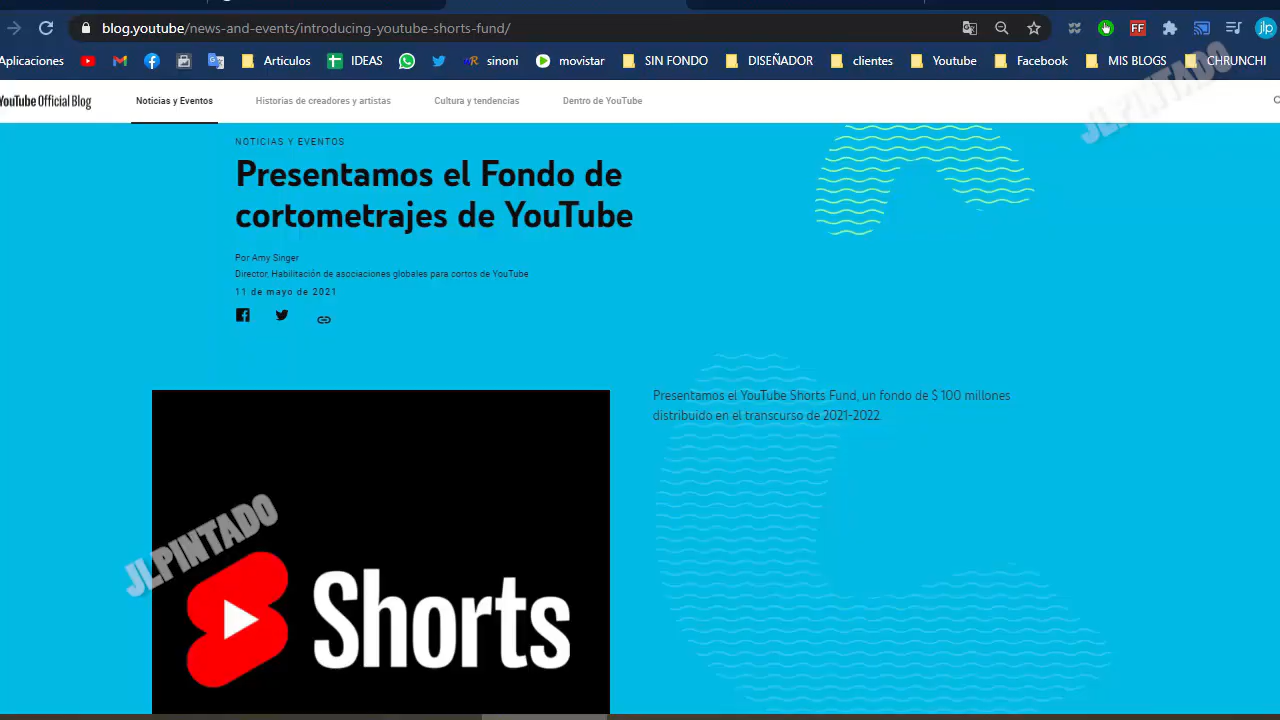 blog.youtube/news-and-events/introducing-youtube-shorts-fund/
FF
jlp
Aplicaciones
Articulos
IDEAS
sinoni
movistar
SIN FONDO
DISEÑADOR
clientes
Youtube
Facebook
MIS BLOGS
CHRUNCHI
YouTube Official Blog
Noticias y Eventos
Historias de creadores y artistas
Cultura y tendencias
Dentro de YouTube
JLPINTADO
NOTICIAS Y EVENTOS
Presentamos el Fondo de
cortometrajes de YouTube
Por Amy Singer
Director, Habilitación de asociaciones globales para cortos de YouTube
11 de mayo de 2021
Presentamos el YouTube Shorts Fund, un fondo de $ 100 millones
distribuido en el transcurso de 2021-2022.
JLPINTADO
Shorts